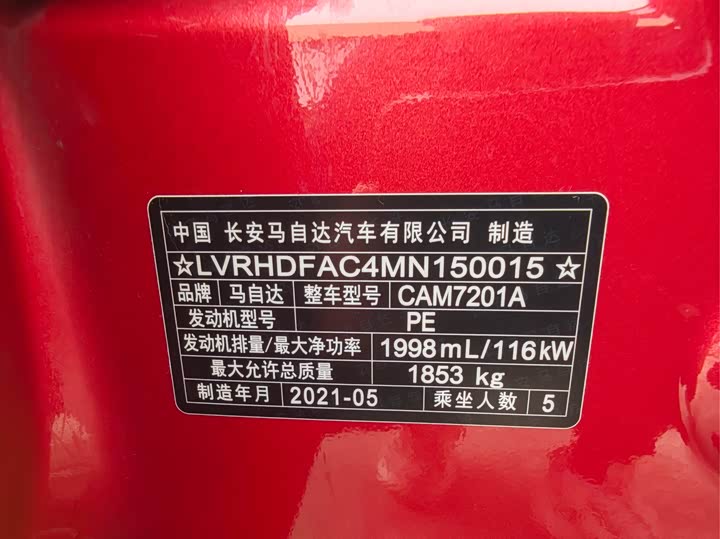 中国 长安马自达汽车有限公司 制造
☆LVRHDFAC4MN150015☆
品牌 马自达 整车型号 CAM7201A
发动机型号 PE
发动机排量/最大净功率 1998mL/116kW
最大允许总质量 1853 kg
制造年月 2021-05 乘坐人数 5